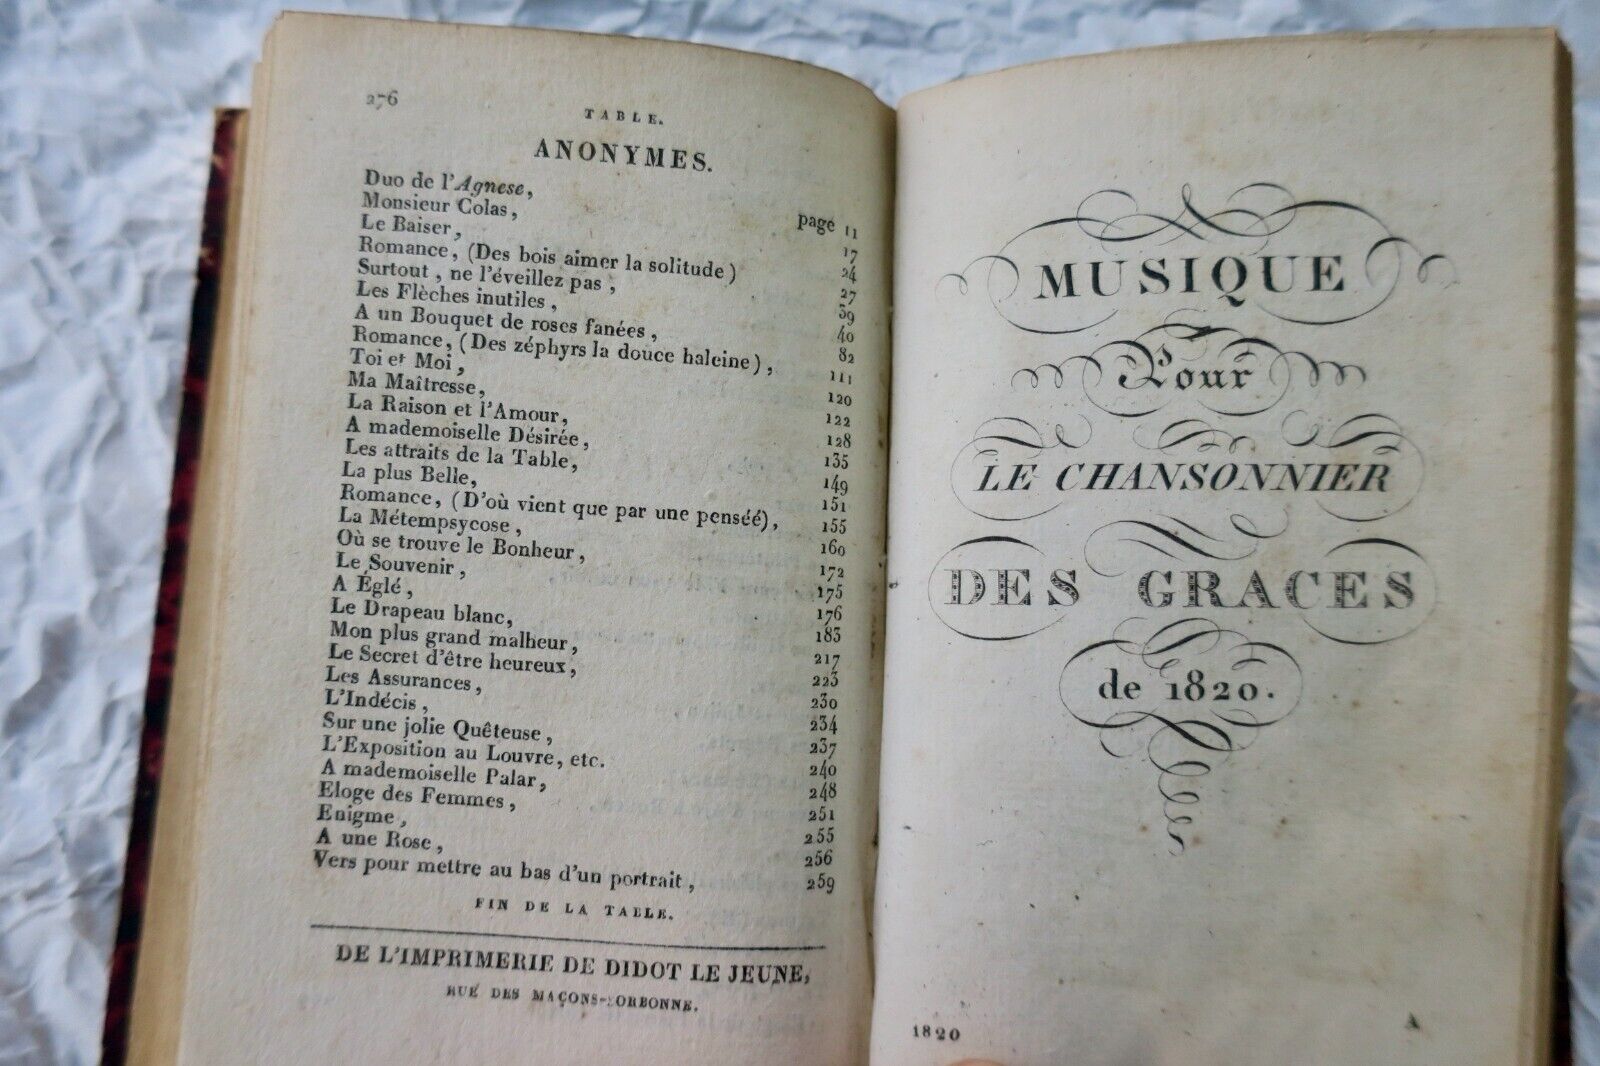 276
TABLE.
ANONYMES.
Duo de l'Agnese, page 11
Monsieur Colas, 17
Le Baiser, 24
Romance, (Des bois aimer la solitude) 27
Surtout, ne l'éveillez pas, 39
Les Flèches inutiles, 40
A un Bouquet de roses fanées, 82
Romance, (Des zéphyrs la douce haleine), 111
Toi et Moi, 120
Ma Maîtresse, 122
La Raison et l'Amour, 128
A mademoiselle Désirée, 135
Les attraits de la Table, 149
La plus Belle, 151
Romance, (D'où vient que par une penséé), 155
La Métempsycose, 160
Où se trouve le Bonheur, 172
Le Souvenir, 175
A Églé, 176
Le Drapeau blanc, 183
Mon plus grand malheur, 217
Le Secret d'être heureux, 223
Les Assurances, 230
L'Indécis, 234
Sur une jolie Quêteuse, 237
L'Exposition au Louvre, etc. 240
A mademoiselle Palar, 248
Eloge des Femmes, 251
Enigme, 255
A une Rose, 256
Vers pour mettre au bas d'un portrait, 259
FIN DE LA TABLE.
DE L'IMPRIMERIE DE DIDOT LE JEUNE,
RUE DES MAÇONS-SORBONNE.
MUSIQUE
Pour
LE CHANSONNIER
DES GRACES
de 1820.
1820 A